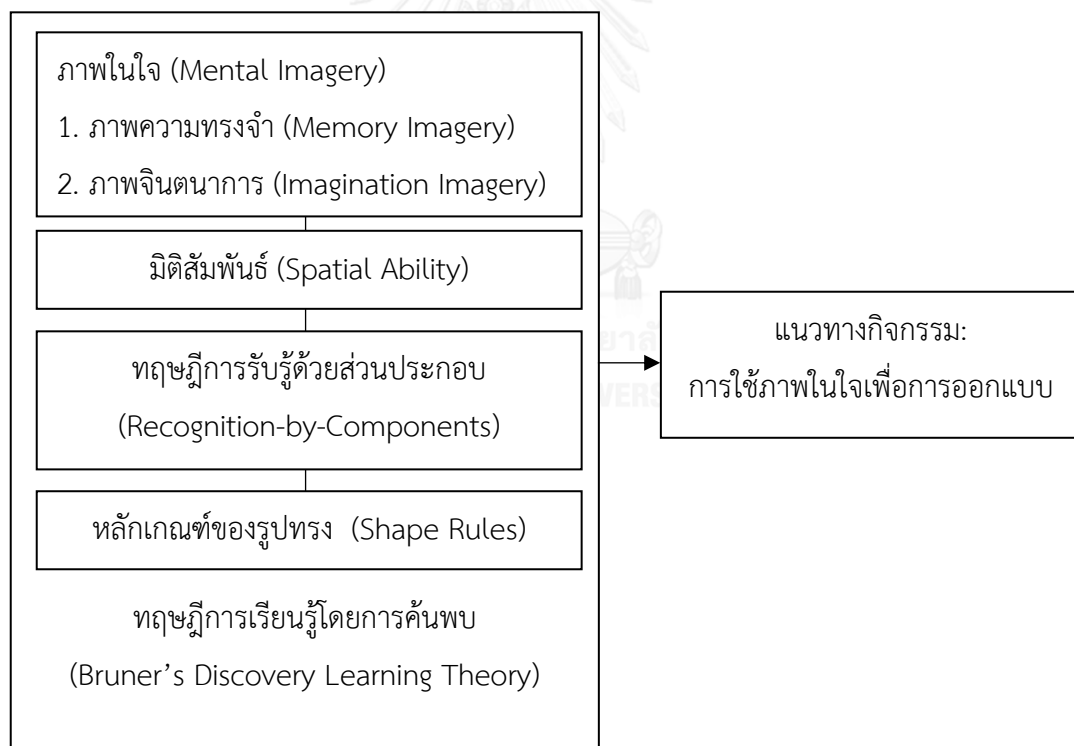 ภาพในใจ (Mental Imagery)
1. ภาพความทรงจำ (Memory Imagery)
2. ภาพจินตนาการ (Imagination Imagery)
มิติสัมพันธ์ (Spatial Ability)
ทฤษฎีการรับรู้ด้วยส่วนประกอบ
(Recognition-by-Components)
หลักเกณฑ์ของรูปทรง (Shape Rules)
ทฤษฎีการเรียนรู้โดยการค้นพบ
(Bruner’s Discovery Learning Theory)
แนวทางกิจกรรม:
การใช้ภาพในใจเพื่อการออกแบบ